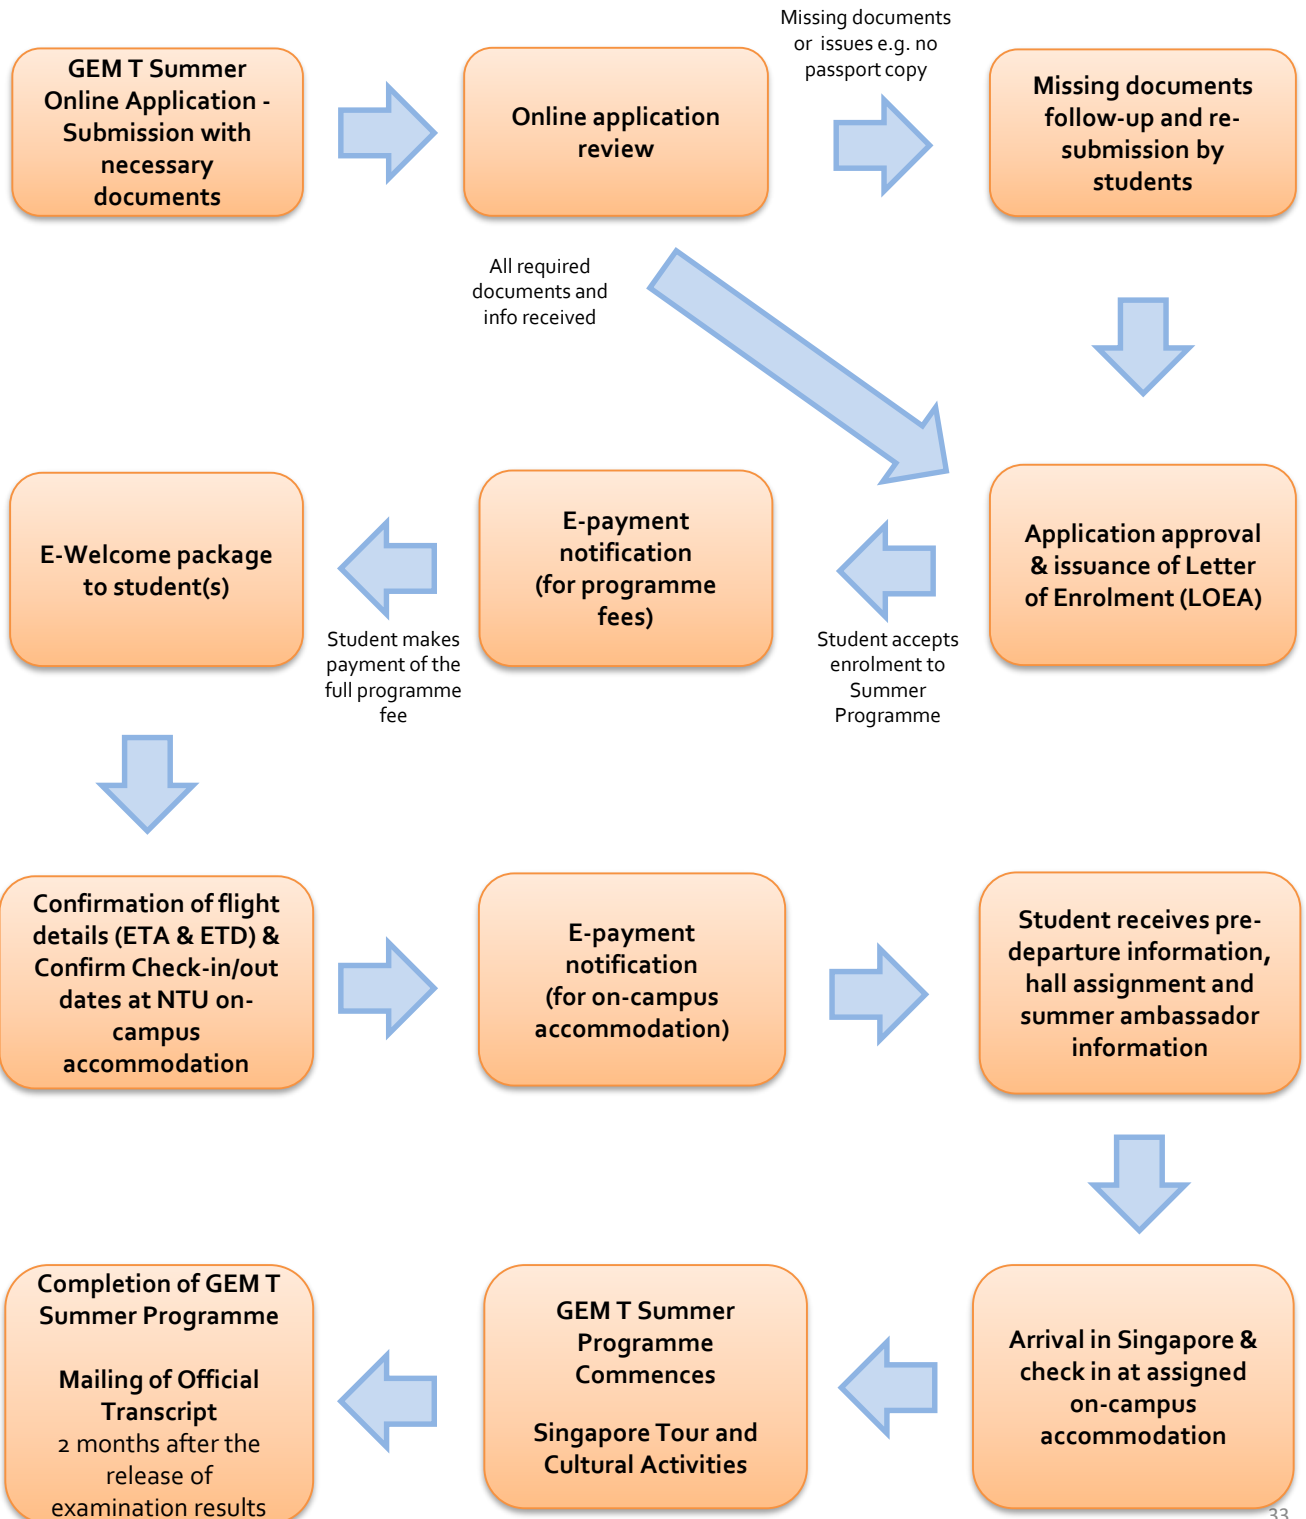 GEM T Summer
Online Application -
Submission with
necessary
documents
Online application
review
Missing documents
or  issues e.g. no
passport copy
Missing documents
follow-up and re-
submission by
students
All required
documents and
info received
Application approval
& issuance of Letter
of Enrolment (LOEA)
Student accepts
enrolment to
Summer
Programme
E-payment
notification
(for programme
fees)
Student makes
payment of the
full programme
fee
E-Welcome package
to student(s)
Confirmation of flight
details (ETA & ETD) &
Confirm Check-in/out
dates at NTU on-
campus
accommodation
E-payment
notification
(for on-campus
accommodation)
Student receives pre-
departure information,
hall assignment and
summer ambassador
information
Arrival in Singapore &
check in at assigned
on-campus
accommodation
GEM T Summer
Programme
Commences
Singapore Tour and
Cultural Activities
Completion of GEM T
Summer Programme
Mailing of Official
Transcript
2 months after the
release of
examination results
33